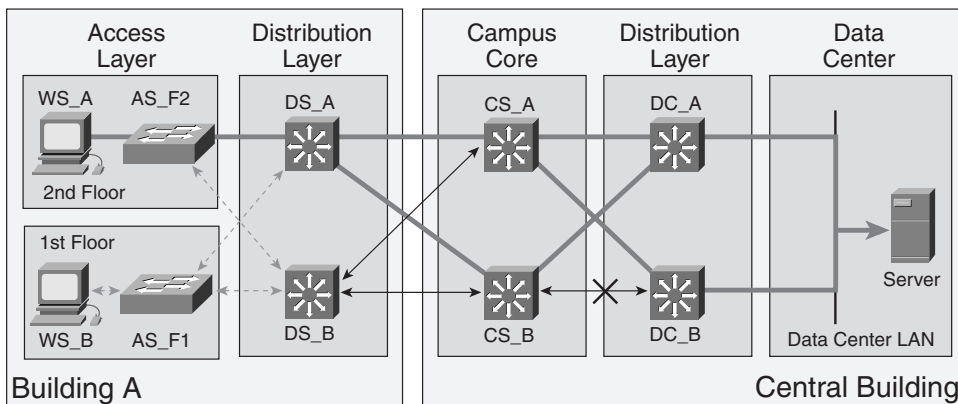 Access
Layer
Distribution
Layer
Campus
Core
Distribution
Layer
Data
Center
WS_A
AS_F2
DS_A
CS_A
DC_A
2nd Floor
1st Floor
WS_B
AS_F1
DS_B
CS_B
DC_B
Server
Data Center LAN
Building A
Central Building